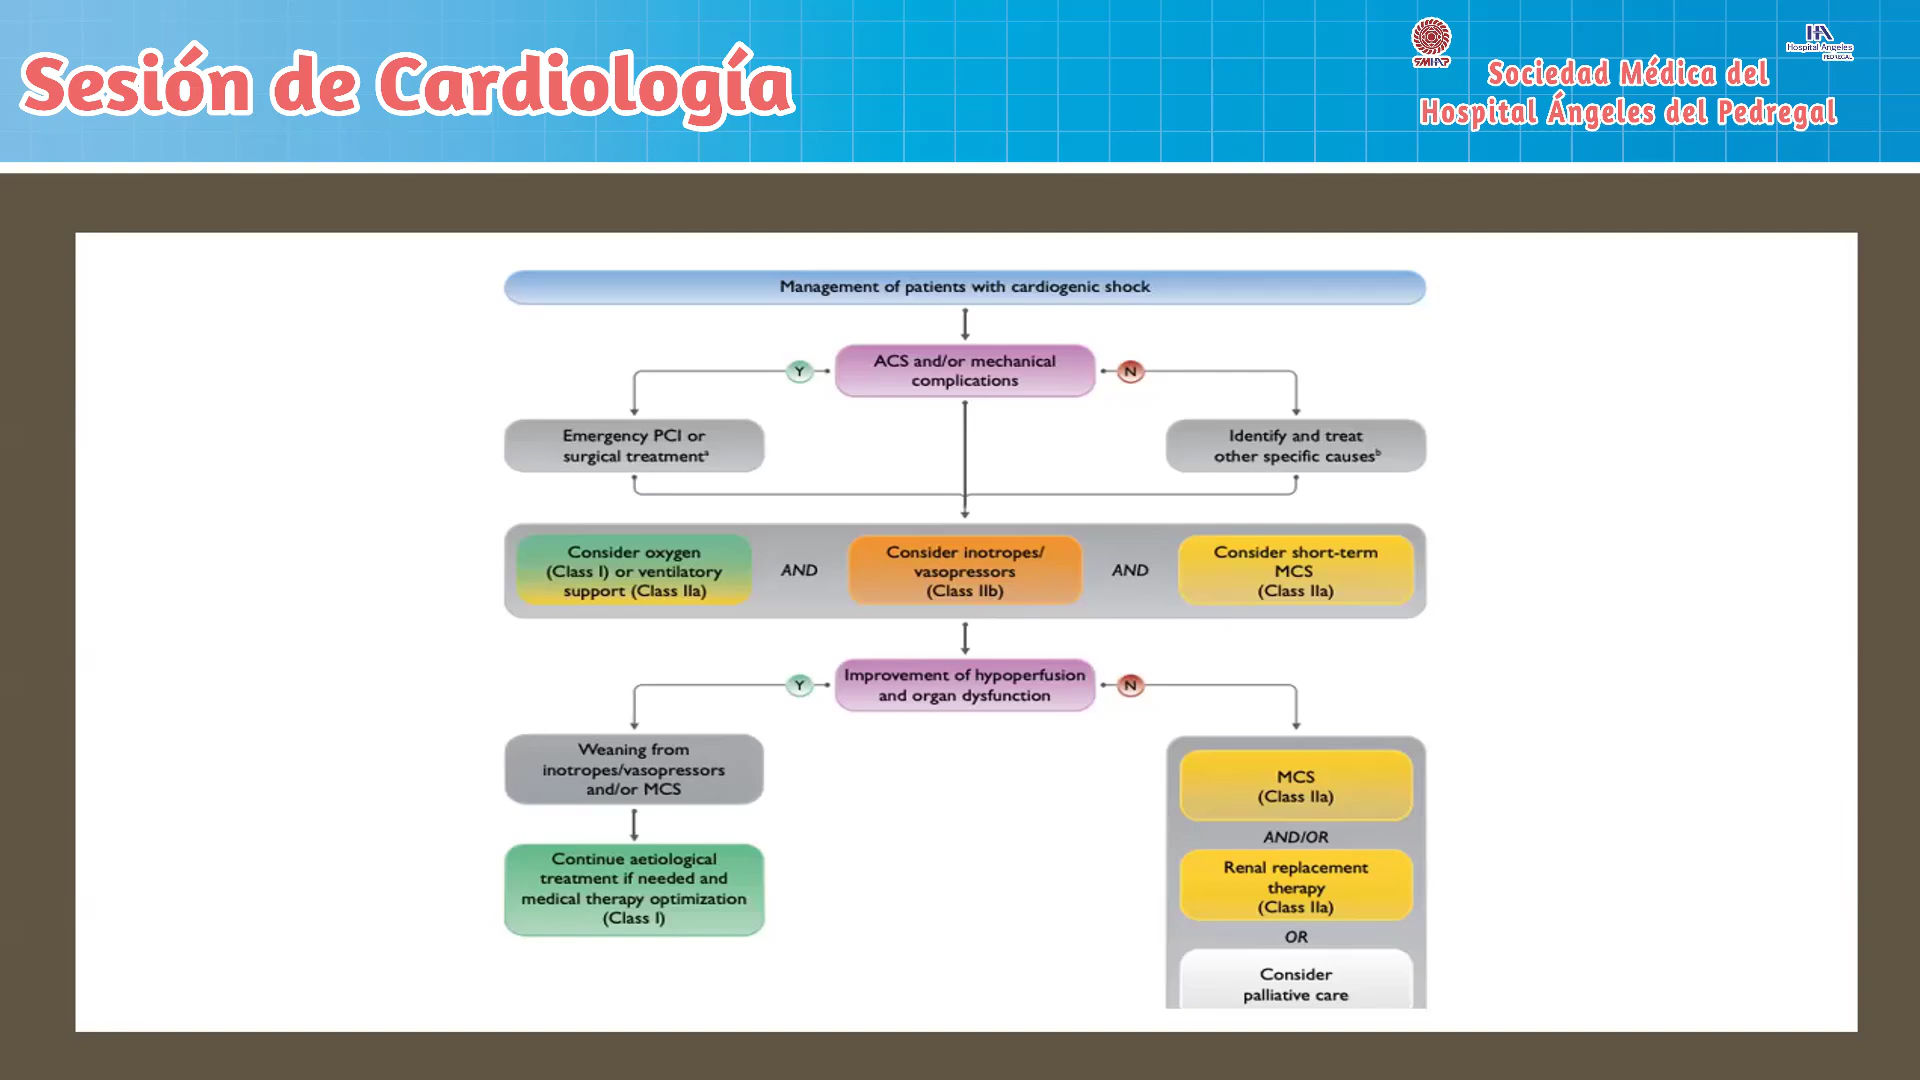 Sesión de Cardiología
SMHAP
Hospital Angeles
PEDREGAL
Sociedad Médica del
Hospital Ángeles del Pedregal
Management of patients with cardiogenic shock
ACS and/or mechanical
complications
Y
N
Emergency PCI or
surgical treatmentᵃ
Identify and treat
other specific causesᵇ
Consider oxygen
(Class I) or ventilatory
support (Class IIa)
AND
Consider inotropes/
vasopressors
(Class IIb)
AND
Consider short-term
MCS
(Class IIa)
Improvement of hypoperfusion
and organ dysfunction
Y
N
Weaning from
inotropes/vasopressors
and/or MCS
Continue aetiological
treatment if needed and
medical therapy optimization
(Class I)
MCS
(Class IIa)
AND/OR
Renal replacement
therapy
(Class IIa)
OR
Consider
palliative care